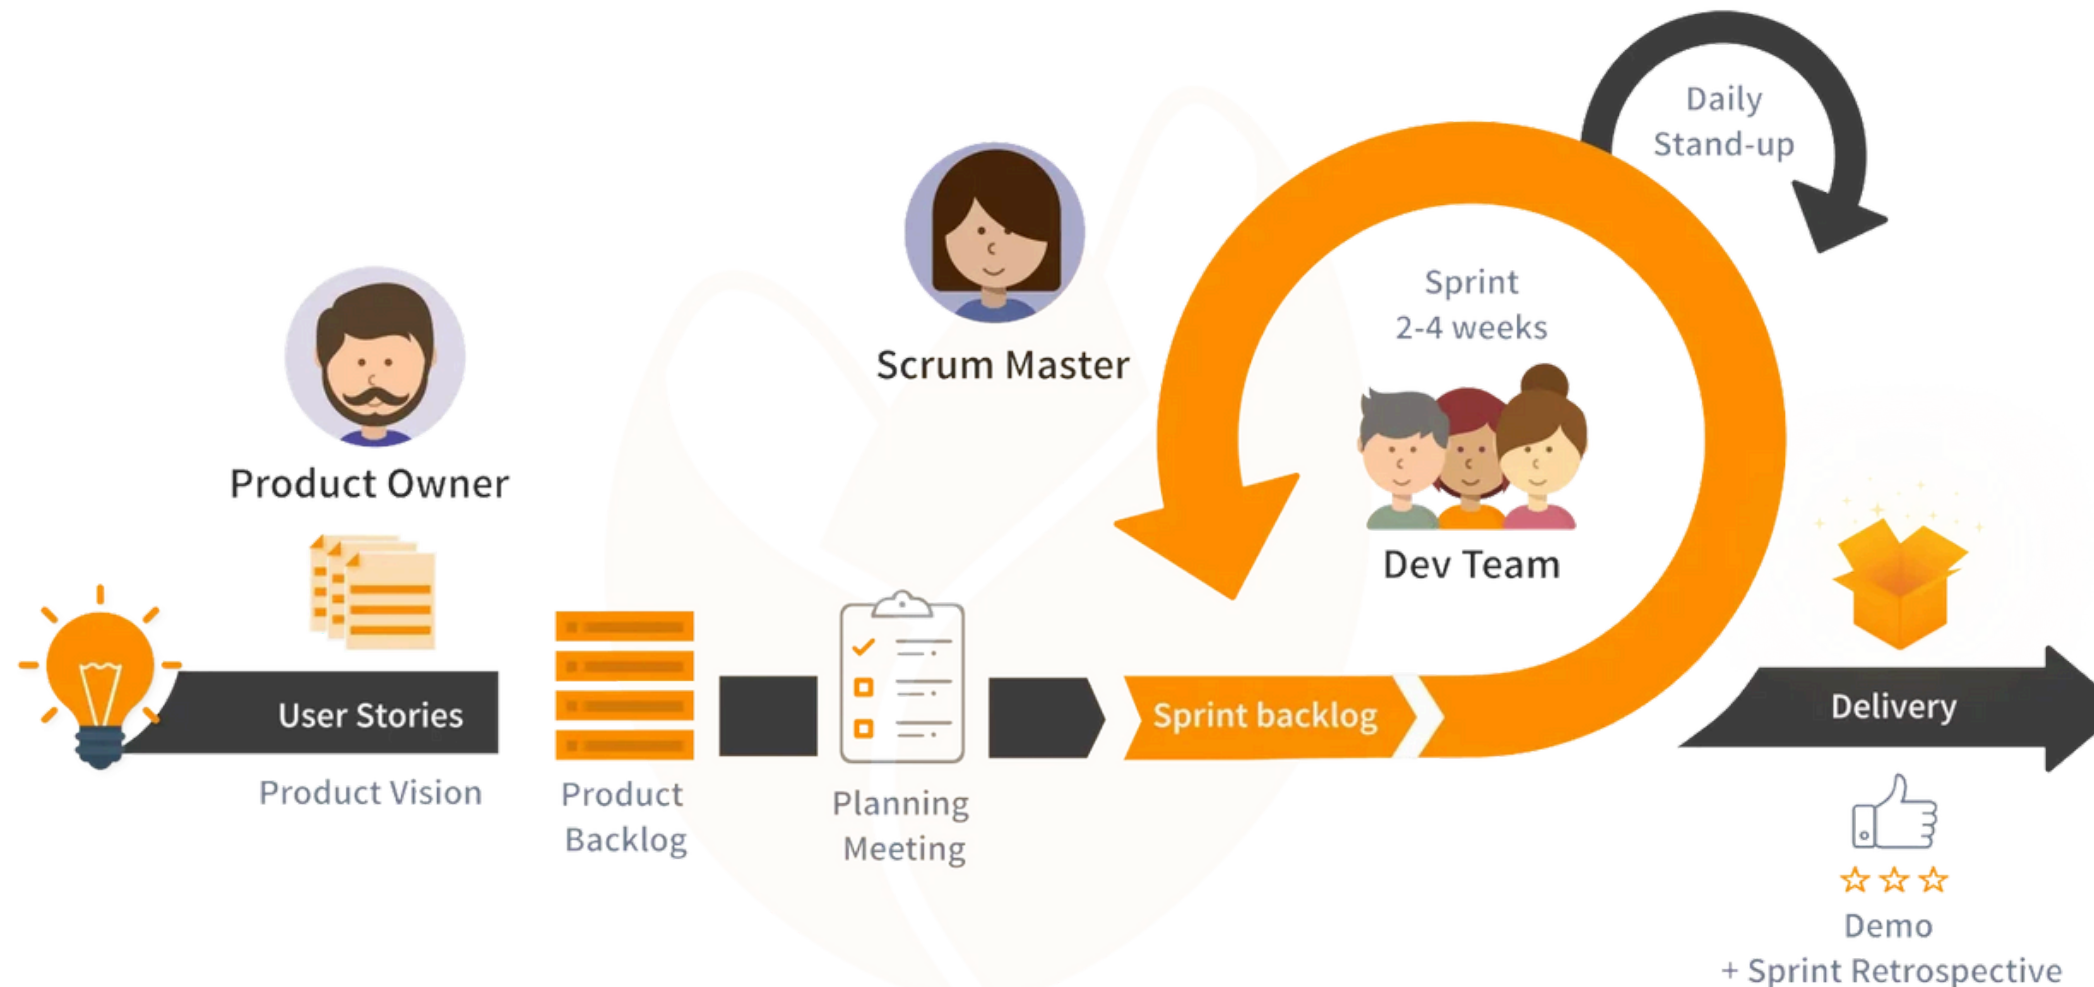 Daily
Stand-up
Sprint
2-4 weeks
Scrum Master
Product Owner
Dev Team
User Stories
Sprint backlog
Delivery
Product Vision
Product
Backlog
Planning
Meeting
Demo
+ Sprint Retrospective